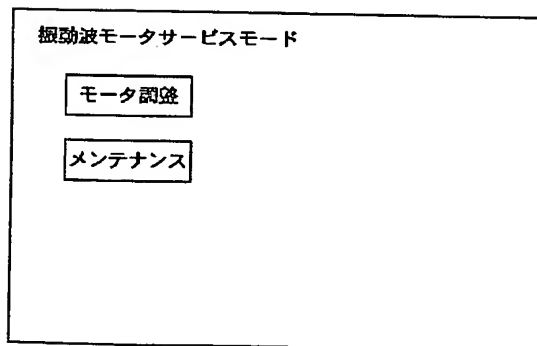 振動波モータサービスモード
モータ調整
メンテナンス